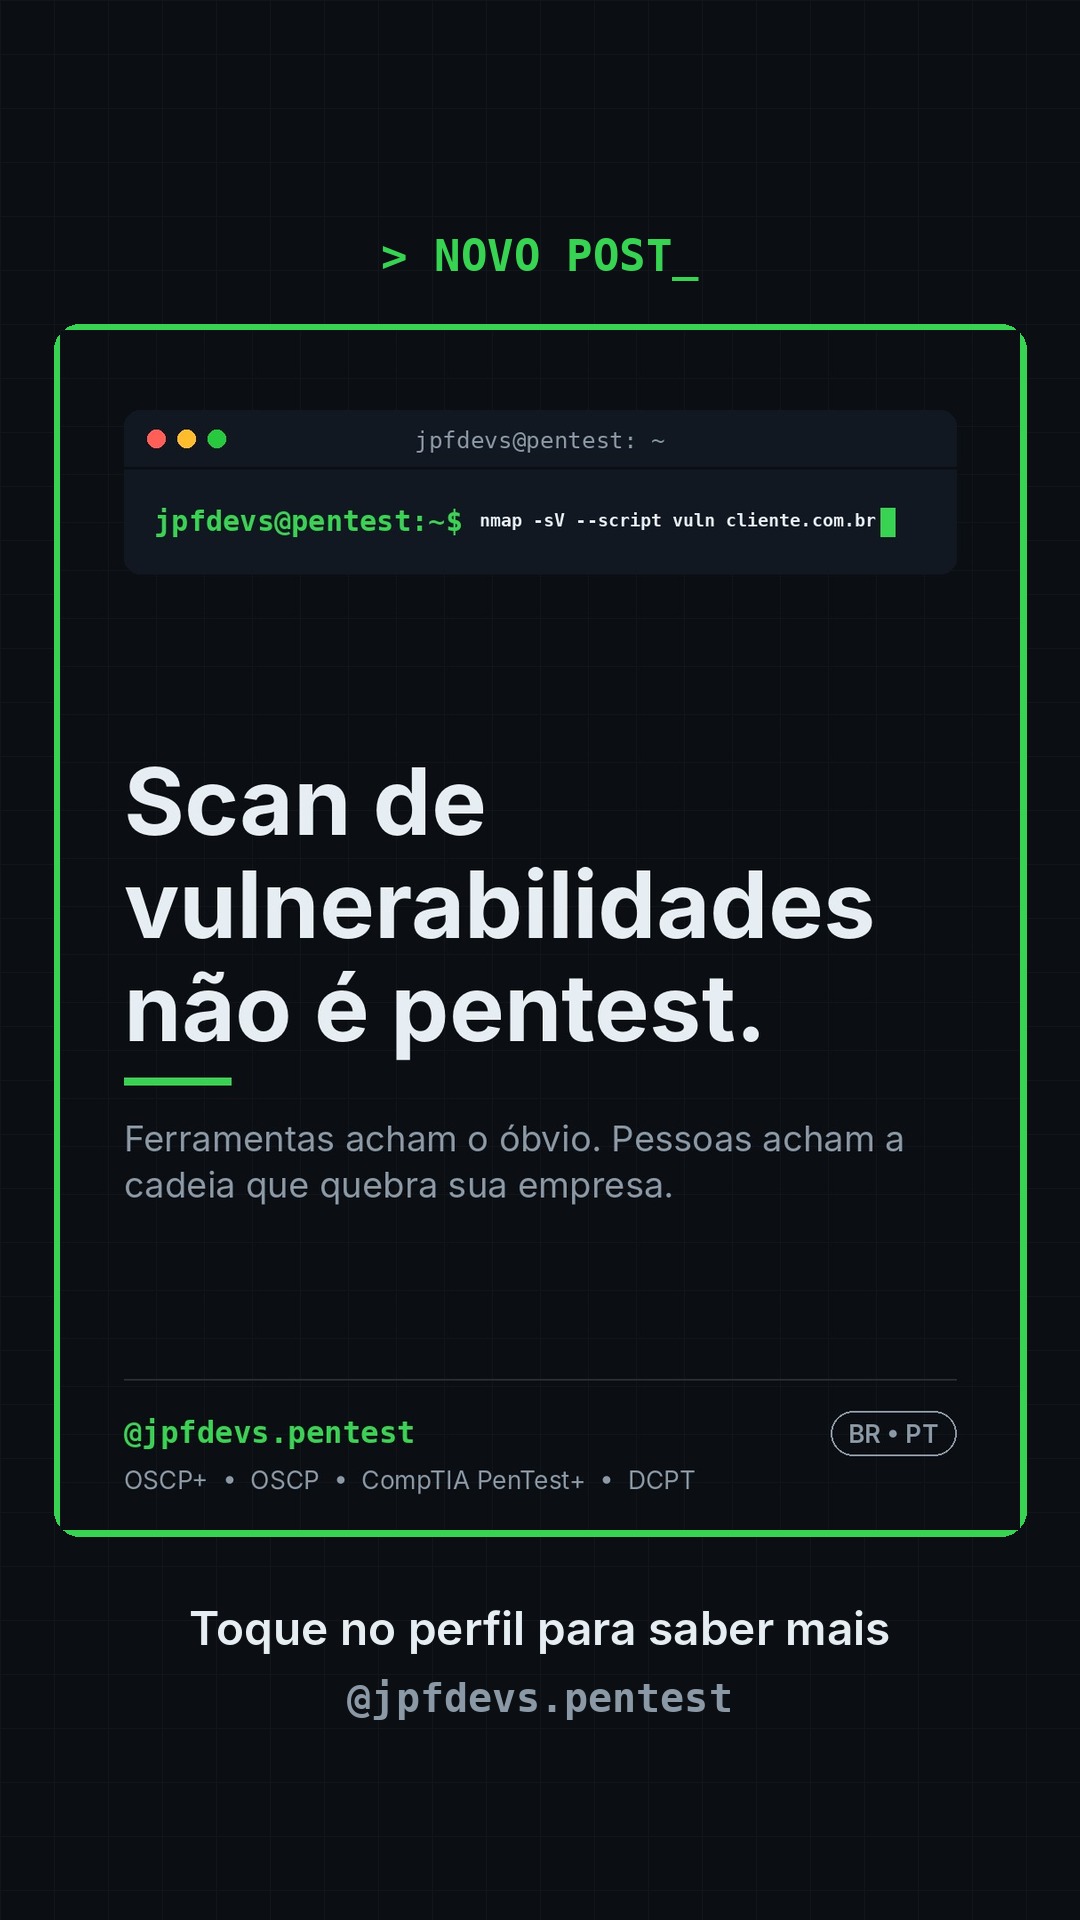 > NOVO POST_
jpfdevs@pentest: ~
jpfdevs@pentest:~$ nmap -sV --script vuln cliente.com.br
Scan de
vulnerabilidades
não é pentest.
Ferramentas acham o óbvio. Pessoas acham a
cadeia que quebra sua empresa.
@jpfdevs.pentest
BR • PT
OSCP+ • OSCP • CompTIA PenTest+ • DCPT
Toque no perfil para saber mais
@jpfdevs.pentest